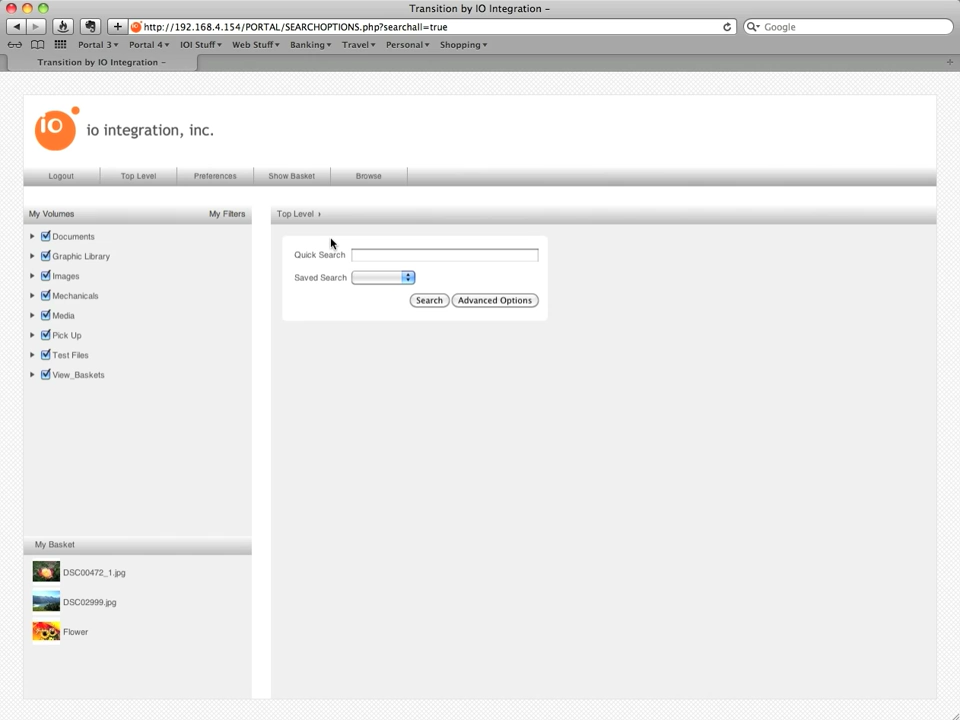 Transition by IO Integration –
http://192.168.4.154/PORTAL/SEARCHOPTIONS.php?searchall=true
Google
Portal 3 Portal 4 IOI Stuff Web Stuff Banking Travel Personal Shopping
Transition by IO Integration –
iO io integration, inc.
Logout Top Level Preferences Show Basket Browse
My Volumes My Filters
Top Level ›
Documents
Graphic Library
Images
Mechanicals
Media
Pick Up
Test Files
View_Baskets
Quick Search
Saved Search
Search Advanced Options
My Basket
DSC00472_1.jpg
DSC02999.jpg
Flower